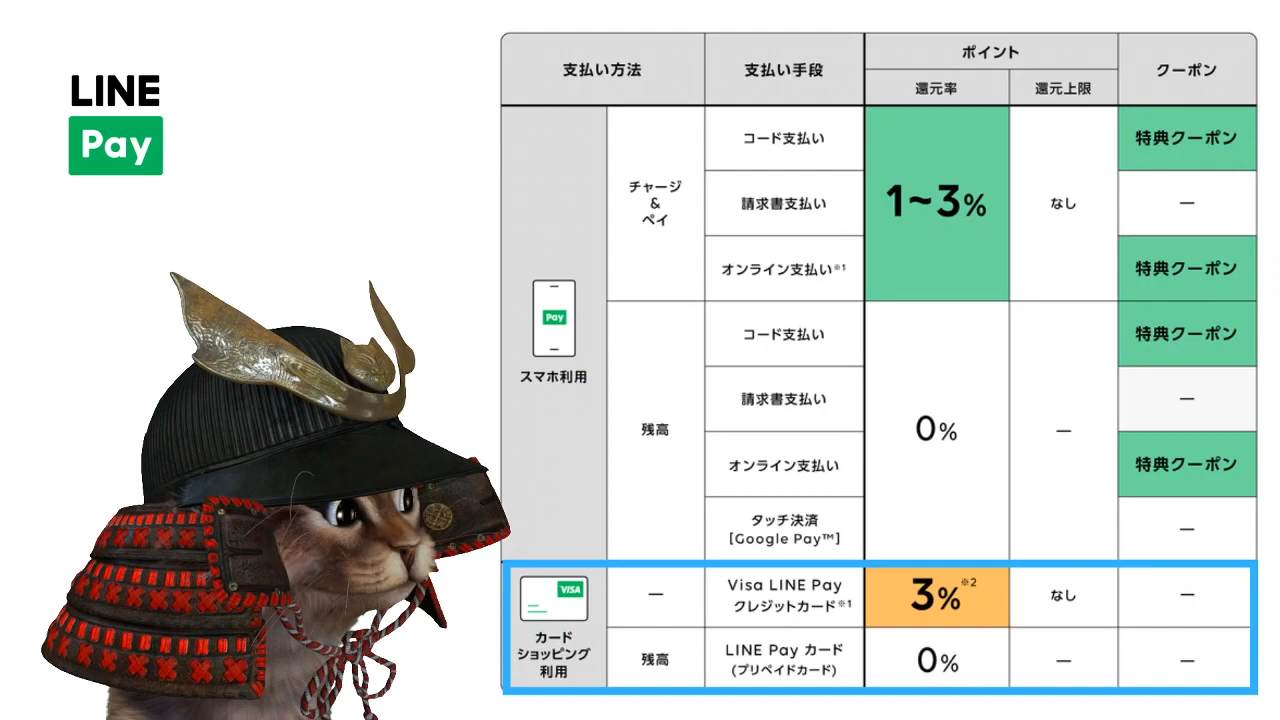 LINE
Pay
支払い方法
支払い手段
ポイント
クーポン
還元率
還元上限
コード支払い
特典クーポン
チャージ
&
ペイ
請求書支払い
1~3%
なし
—
オンライン支払い※1
特典クーポン
Pay
スマホ利用
コード支払い
特典クーポン
請求書支払い
—
残高
0%
—
オンライン支払い
特典クーポン
タッチ決済
[Google Pay™]
—
VISA
カード
ショッピング
利用
—
Visa LINE Pay
クレジットカード※1
3%※2
なし
—
残高
LINE Pay カード
(プリペイドカード)
0%
—
—